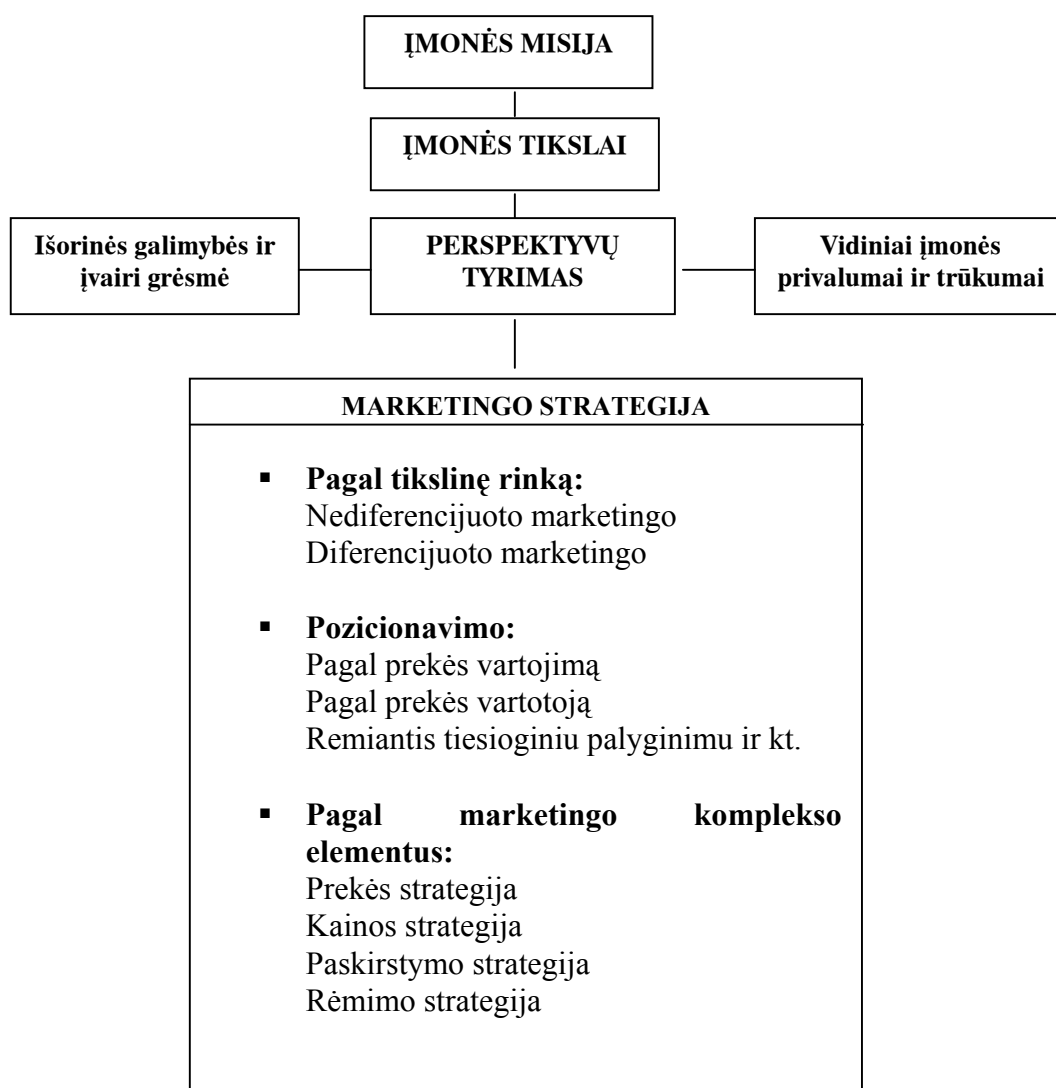 ĮMONĖS MISIJA
ĮMONĖS TIKSLAI
Išorinės galimybės ir
įvairi grėsmė
PERSPEKTYVŲ
TYRIMAS
Vidiniai įmonės
privalumai ir trūkumai
MARKETINGO STRATEGIJA
▪ Pagal tikslinę rinką:
Nediferencijuoto marketingo
Diferencijuoto marketingo
▪ Pozicionavimo:
Pagal prekės vartojimą
Pagal prekės vartotoją
Remiantis tiesioginiu palyginimu ir kt.
▪ Pagal marketingo komplekso
elementus:
Prekės strategija
Kainos strategija
Paskirstymo strategija
Rėmimo strategija